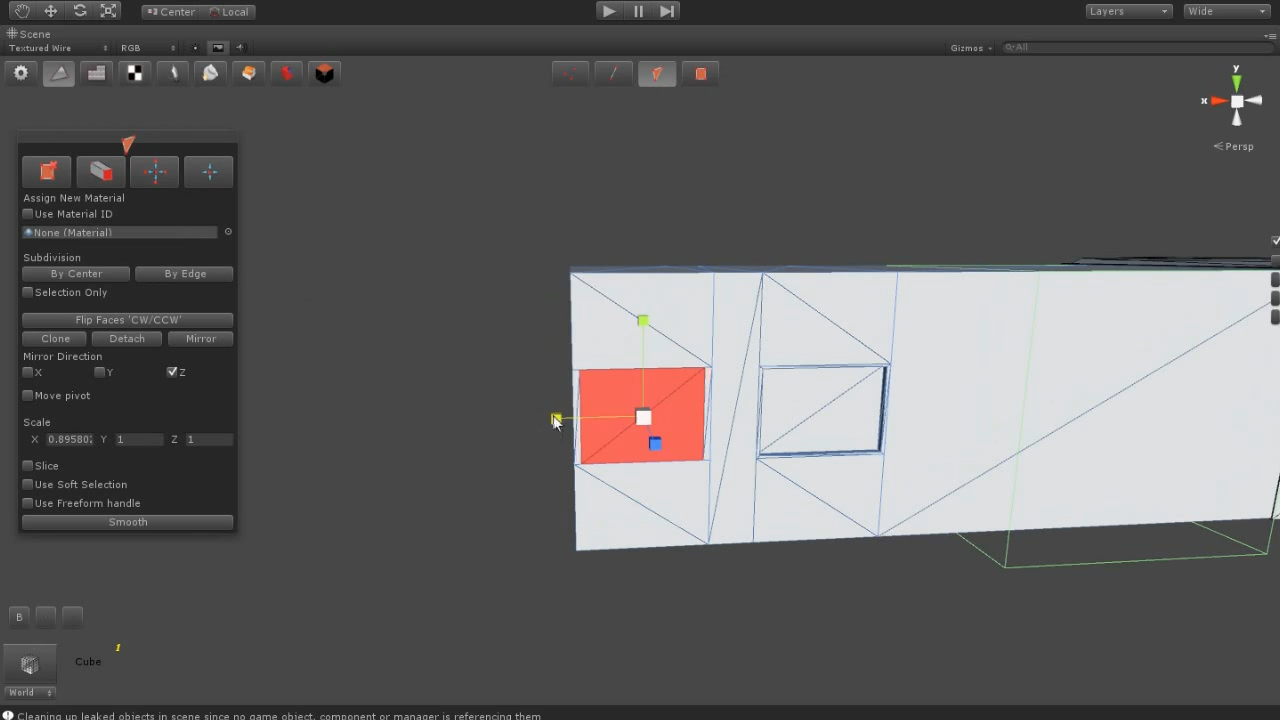 Center Local Layers Wide
Scene
Textured Wire RGB Gizmos All
y
x
Persp
Assign New Material
Use Material ID
None (Material)
Subdivision
By Center By Edge
Selection Only
Flip Faces 'CW/CCW'
Clone Detach Mirror
Mirror Direction
X Y Z
Move pivot
Scale
X 0.89580 Y 1 Z 1
Slice
Use Soft Selection
Use Freeform handle
Smooth
B
1
Cube
World
Cleaning up leaked objects in scene since no game object, component or manager is referencing them